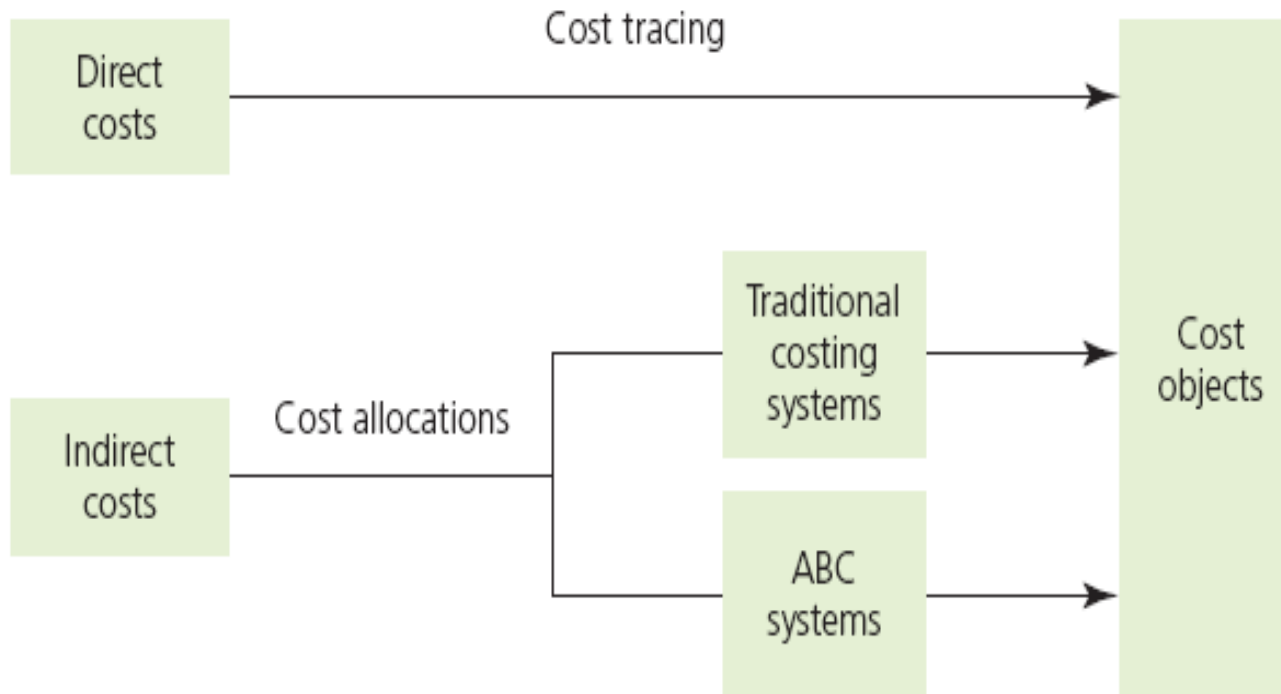 Cost tracing
Direct
costs
Traditional
costing
systems
Cost
objects
Cost allocations
Indirect
costs
ABC
systems